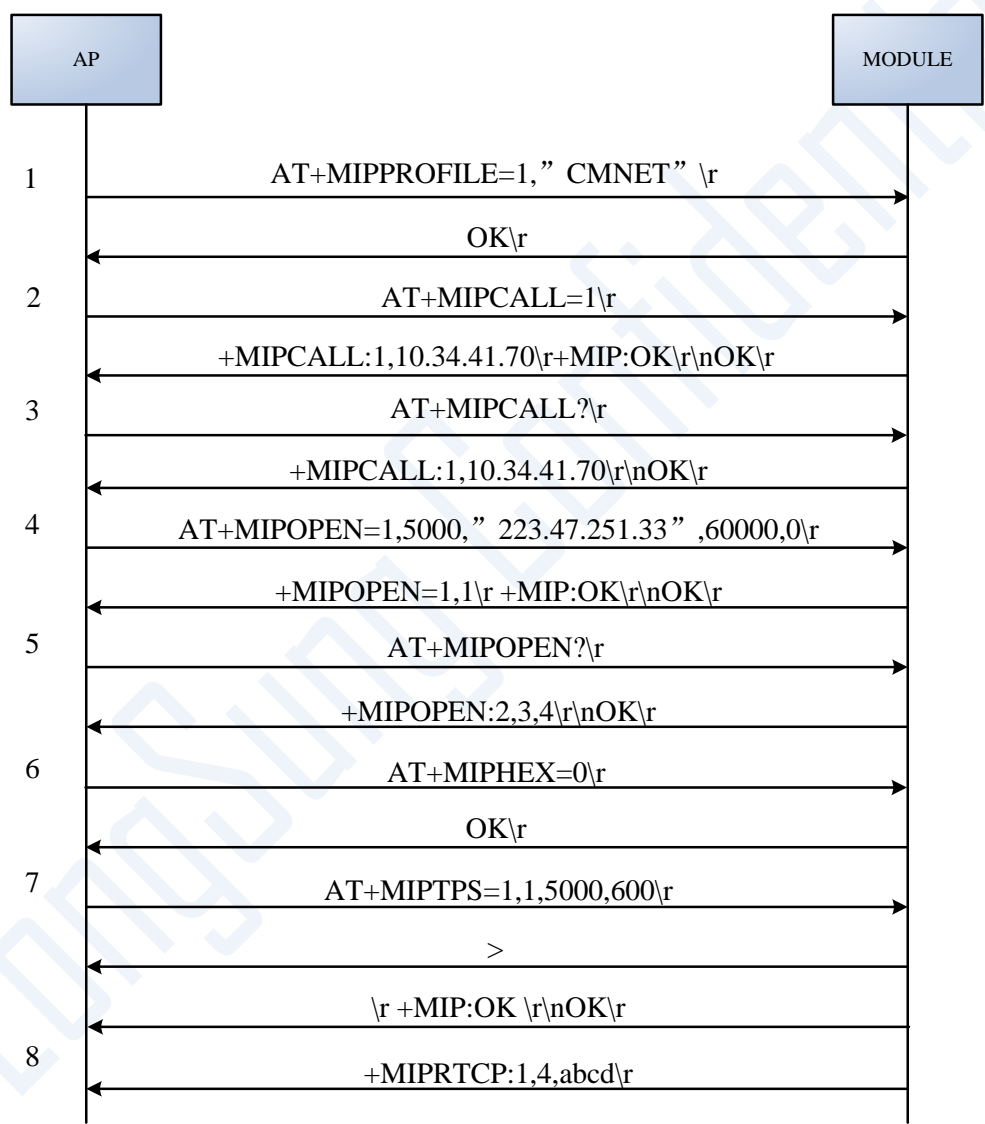 AP
MODULE
1
AT+MIPPROFILE=1,”CMNET”\r
OK\r
2
AT+MIPCALL=1\r
+MIPCALL:1,10.34.41.70\r+MIP:OK\r\nOK\r
3
AT+MIPCALL?\r
+MIPCALL:1,10.34.41.70\r\nOK\r
4
AT+MIPOPEN=1,5000,”223.47.251.33”,60000,0\r
+MIPOPEN=1,1\r +MIP:OK\r\nOK\r
5
AT+MIPOPEN?\r
+MIPOPEN:2,3,4\r\nOK\r
6
AT+MIPHEX=0\r
OK\r
7
AT+MIPTPS=1,1,5000,600\r
>
\r +MIP:OK \r\nOK\r
8
+MIPRTCP:1,4,abcd\r
LongSung Confidential